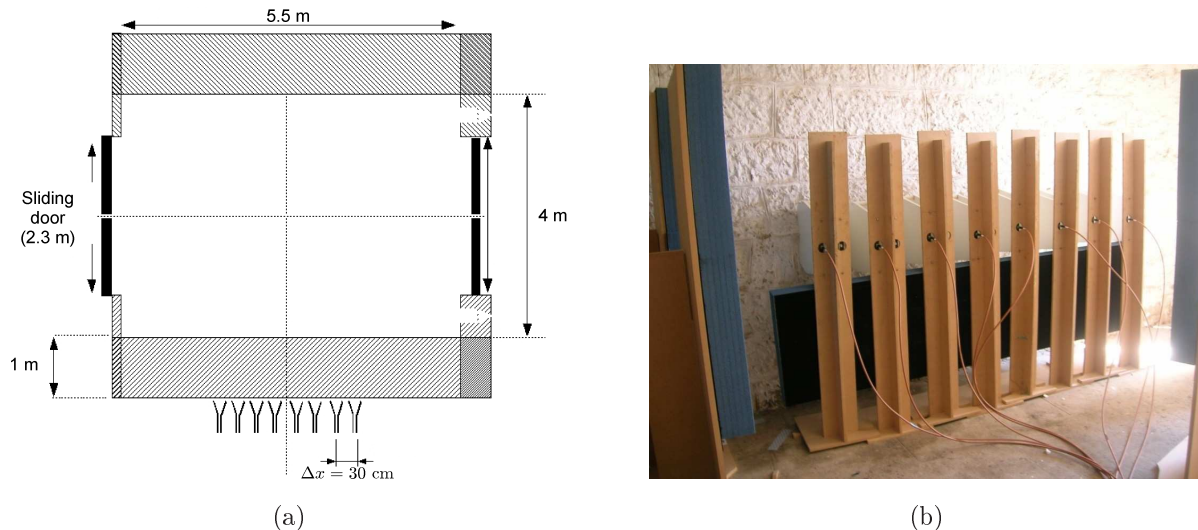 5.5 m
Sliding
door
(2.3 m)
4 m
1 m
Δx = 30 cm
(a)
(b)